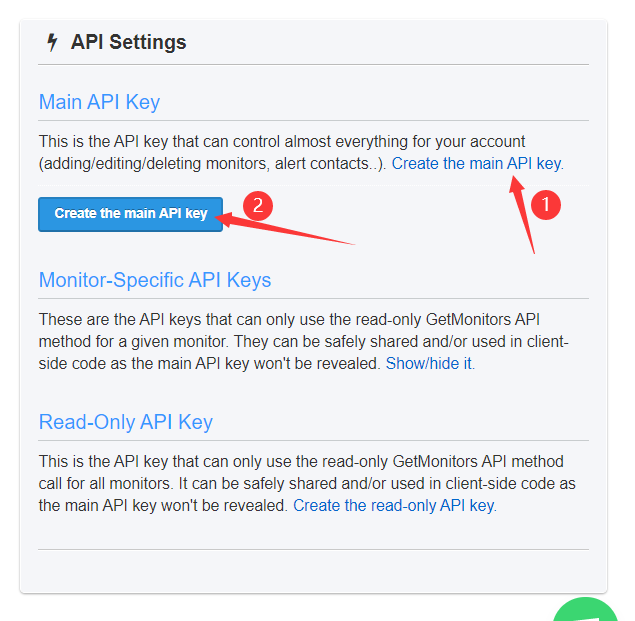 API Settings
Main API Key
This is the API key that can control almost everything for your account
(adding/editing/deleting monitors, alert contacts..). Create the main API key.
1
Create the main API key
2
Monitor-Specific API Keys
These are the API keys that can only use the read-only GetMonitors API
method for a given monitor. They can be safely shared and/or used in client-
side code as the main API key won't be revealed. Show/hide it.
Read-Only API Key
This is the API key that can only use the read-only GetMonitors API method
call for all monitors. It can be safely shared and/or used in client-side code as
the main API key won't be revealed. Create the read-only API key.